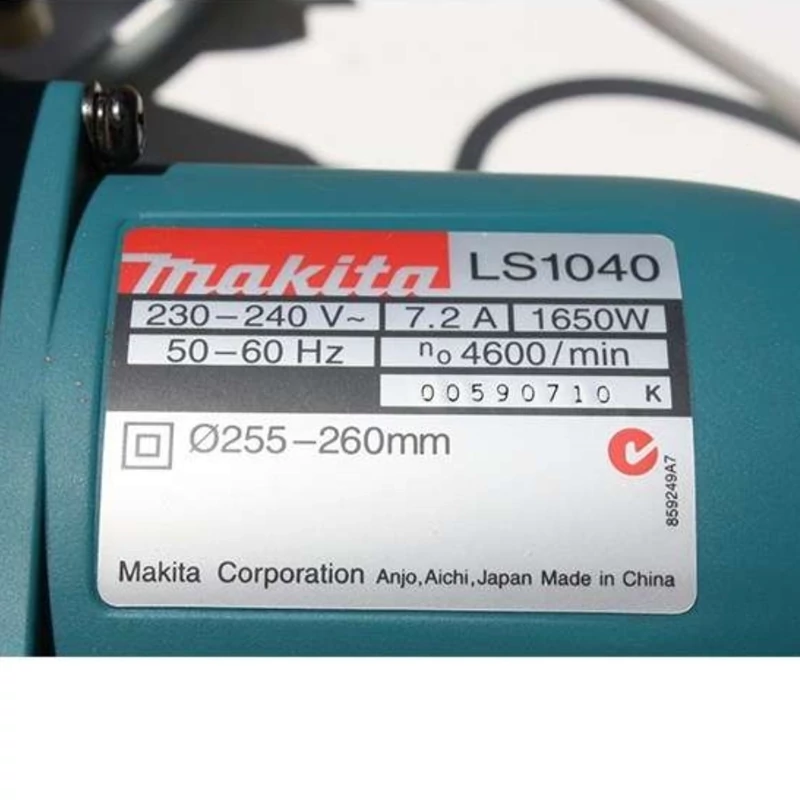 makita LS1040
230–240 V~ 7.2 A 1650W
50–60 Hz n₀ 4600/min
00590710 K
Ø255–260mm
859249A7
Makita Corporation Anjo, Aichi, Japan Made in China